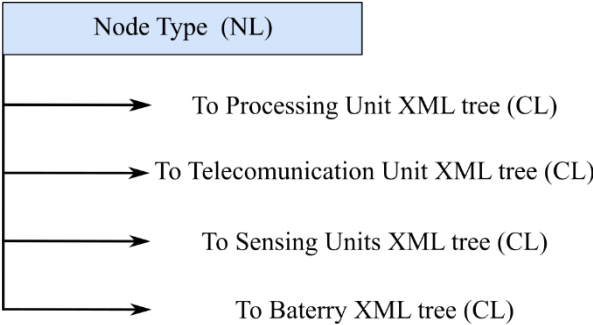 Node Type (NL)
To Processing Unit XML tree (CL)
To Telecomunication Unit XML tree (CL)
To Sensing Units XML tree (CL)
To Baterry XML tree (CL)